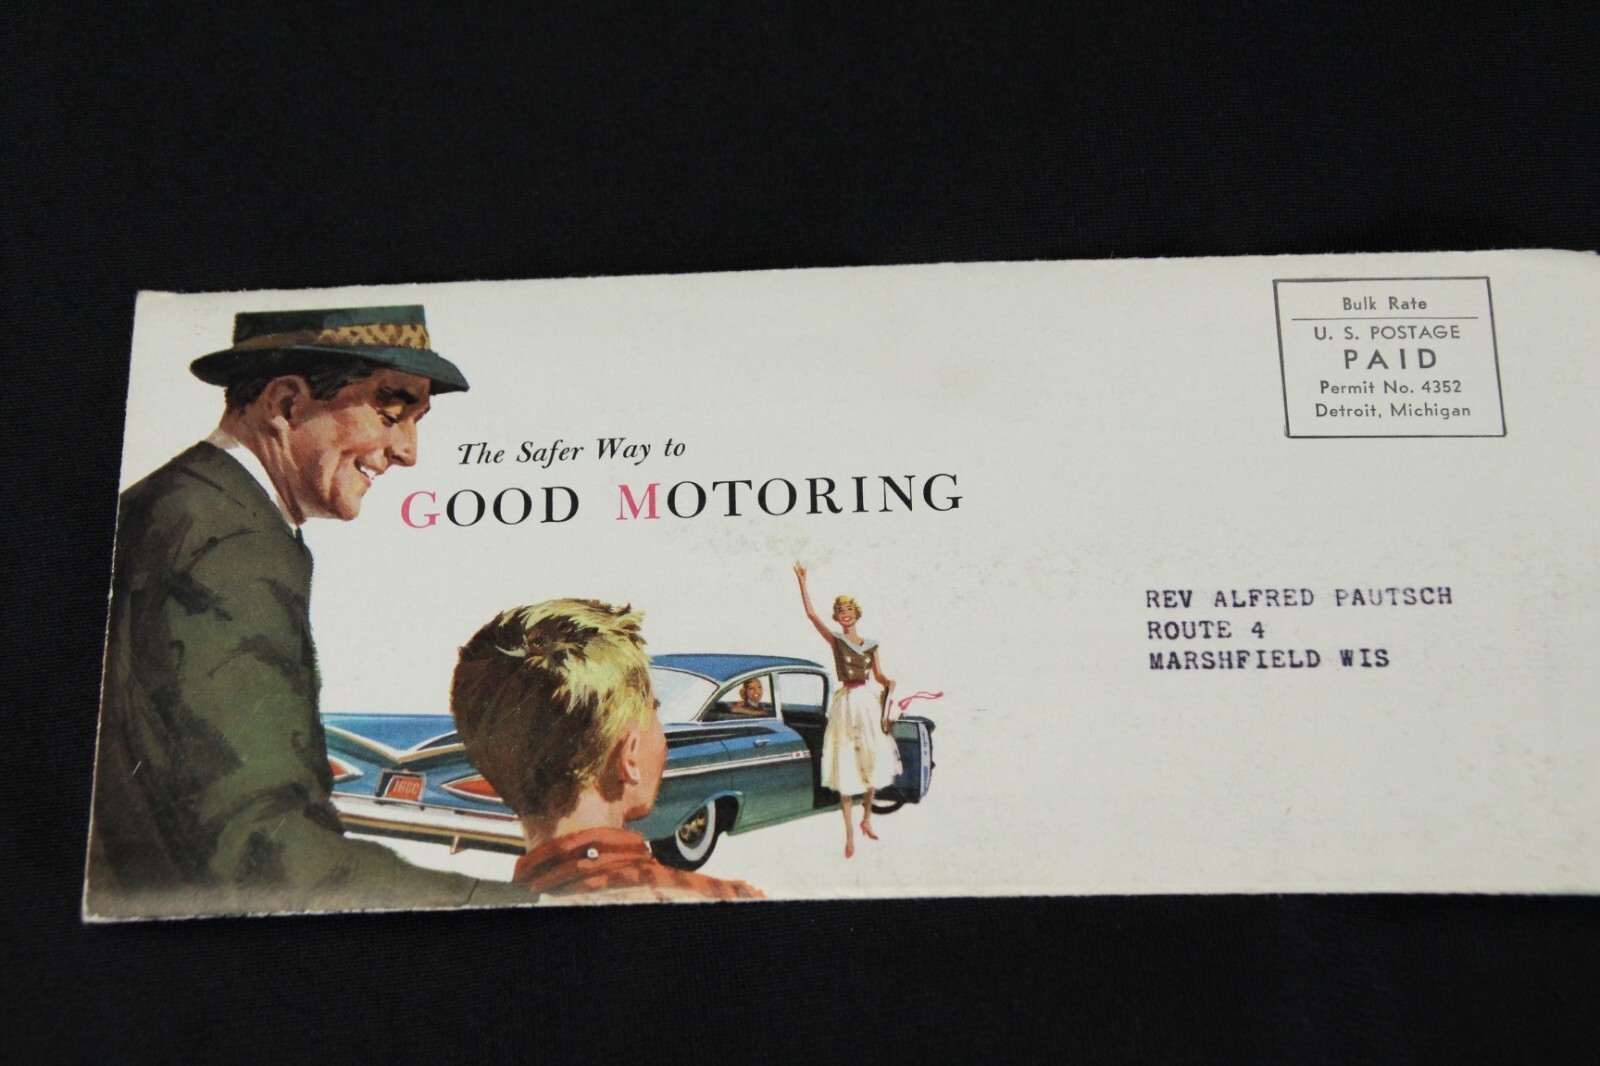 Bulk Rate
U. S. POSTAGE
PAID
Permit No. 4352
Detroit, Michigan
The Safer Way to
GOOD MOTORING
REV ALFRED PAUTSCH
ROUTE 4
MARSHFIELD WIS